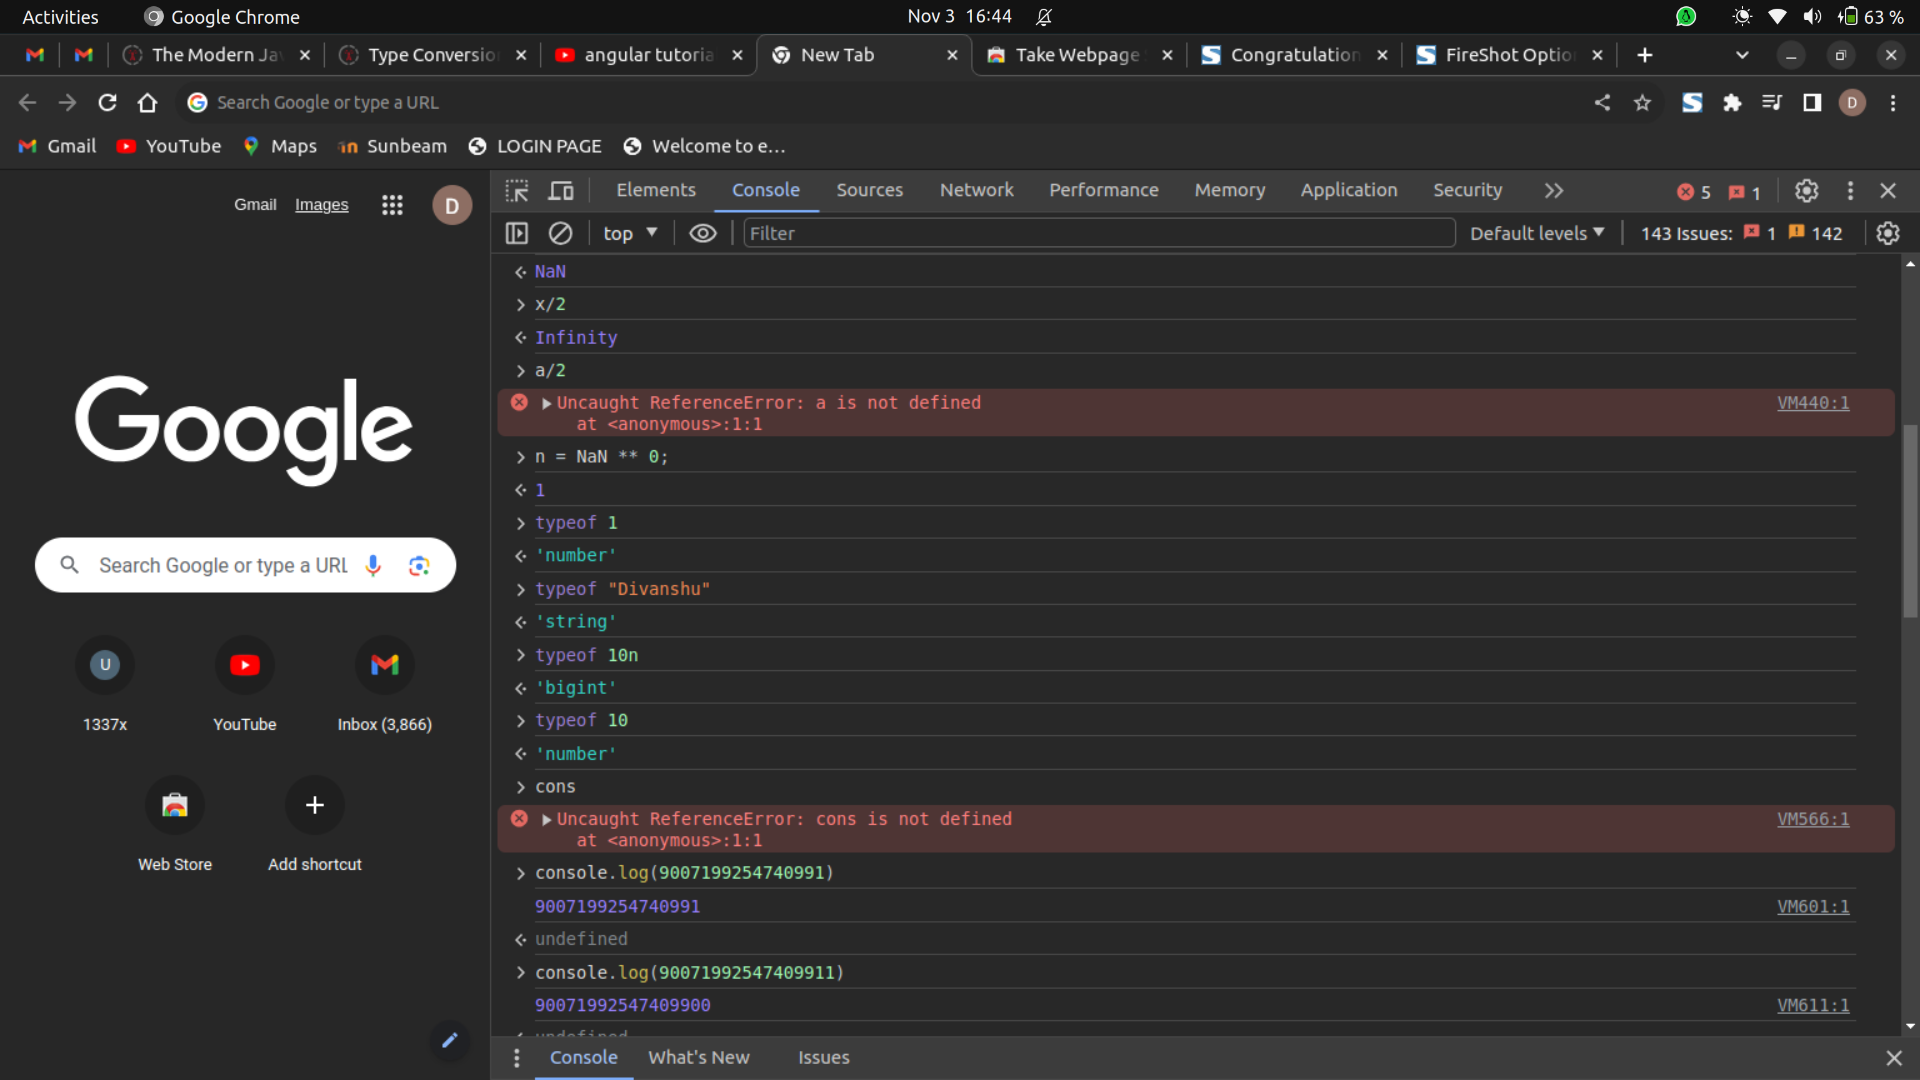 Activities Google Chrome Nov 3 16:44 63 %
The Modern Ja Type Conversio angular tutoria New Tab Take Webpage Congratulation FireShot Optio
Search Google or type a URL D
Gmail YouTube Maps Sunbeam LOGIN PAGE Welcome to e…
Gmail Images D
Google
Search Google or type a URL
U
1337x YouTube Inbox (3,866)
Web Store Add shortcut
Elements Console Sources Network Performance Memory Application Security 5 1
top Filter Default levels 143 Issues: 1 142
NaN
x/2
Infinity
a/2
Uncaught ReferenceError: a is not defined VM440:1
at <anonymous>:1:1
n = NaN ** 0;
1
typeof 1
'number'
typeof "Divanshu"
'string'
typeof 10n
'bigint'
typeof 10
'number'
cons
Uncaught ReferenceError: cons is not defined VM566:1
at <anonymous>:1:1
console.log(9007199254740991)
9007199254740991 VM601:1
undefined
console.log(90071992547409911)
90071992547409900 VM611:1
undefined
Console What's New Issues